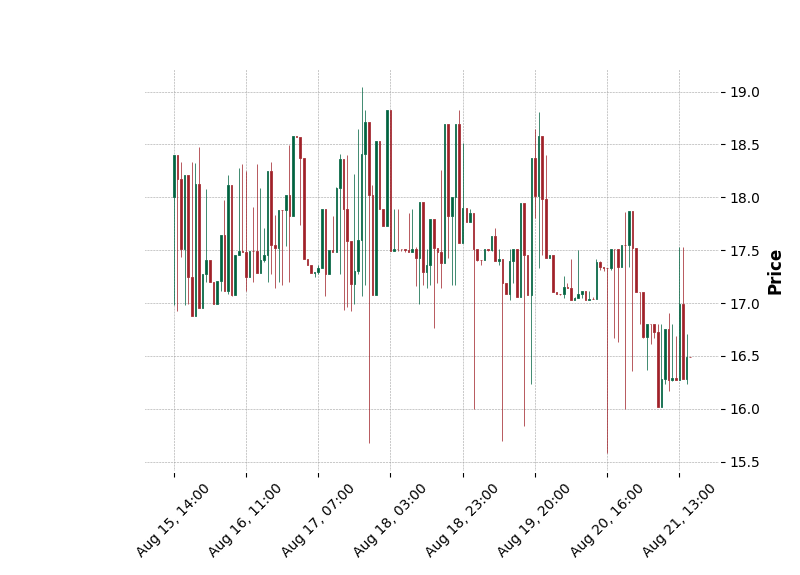 19.0
18.5
18.0
17.5
17.0
16.5
16.0
15.5
Price
Aug 15, 14:00
Aug 16, 11:00
Aug 17, 07:00
Aug 18, 03:00
Aug 18, 23:00
Aug 19, 20:00
Aug 20, 16:00
Aug 21, 13:00